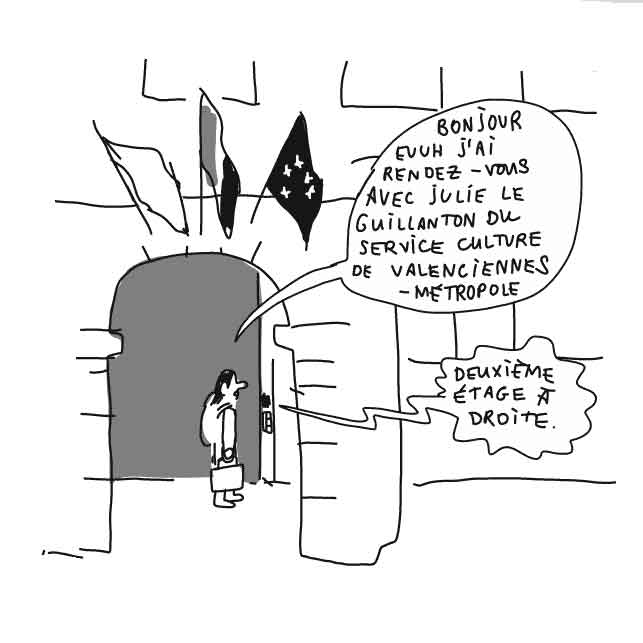 BONJOUR
EUUH J'AI
RENDEZ-VOUS
AVEC JULIE LE
GUILLANTON DU
SERVICE CULTURE
DE VALENCIENNES
-MÉTROPOLE
DEUXIÈME
ÉTAGE À
DROITE.